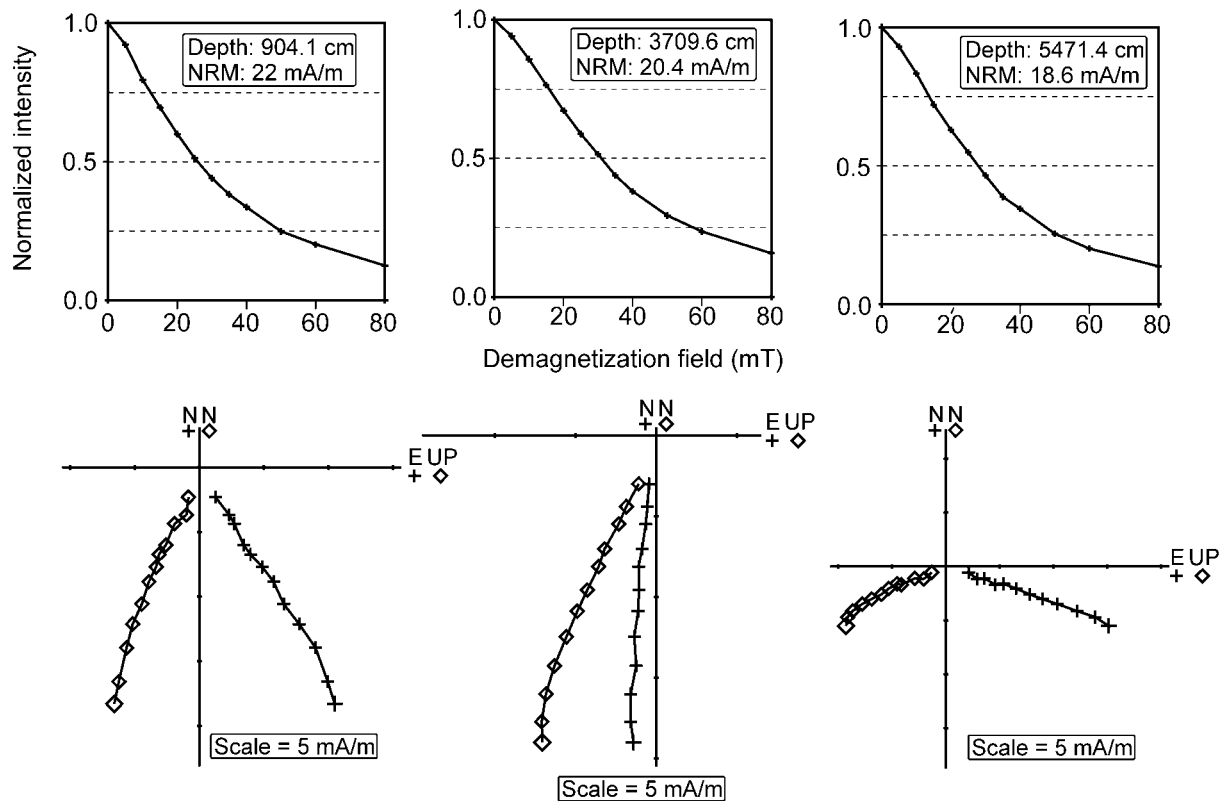 Normalized intensity
1.0
0.5
0.0
Depth: 904.1 cm
NRM: 22 mA/m
0 20 40 60 80
1.0
0.5
0.0
Depth: 3709.6 cm
NRM: 20.4 mA/m
0 20 40 60 80
1.0
0.5
0.0
Depth: 5471.4 cm
NRM: 18.6 mA/m
0 20 40 60 80
Demagnetization field (mT)
N N
E UP
Scale = 5 mA/m
N N
E UP
Scale = 5 mA/m
N N
E UP
Scale = 5 mA/m